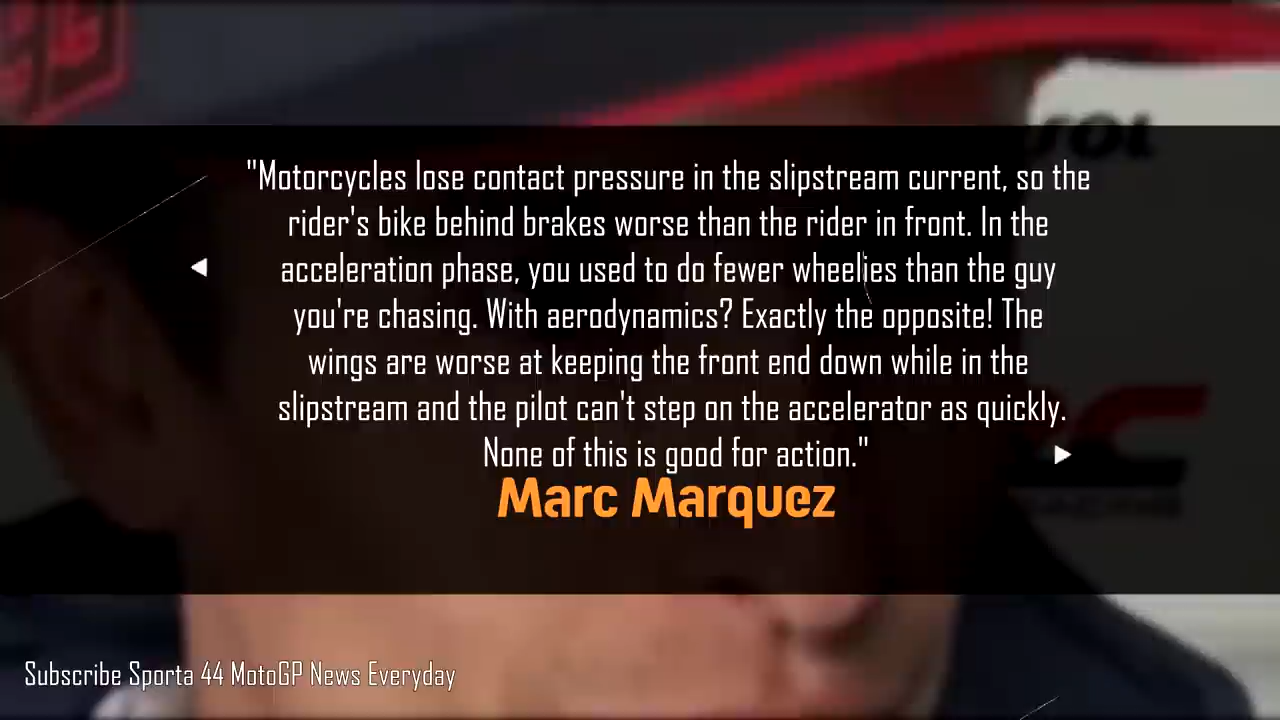 SOL
"Motorcycles lose contact pressure in the slipstream current, so the
rider's bike behind brakes worse than the rider in front. In the
acceleration phase, you used to do fewer wheelies than the guy
you're chasing. With aerodynamics? Exactly the opposite! The
wings are worse at keeping the front end down while in the
slipstream and the pilot can't step on the accelerator as quickly.
None of this is good for action."
Marc Marquez
RACING
Subscribe Sporta 44 MotoGP News Everyday